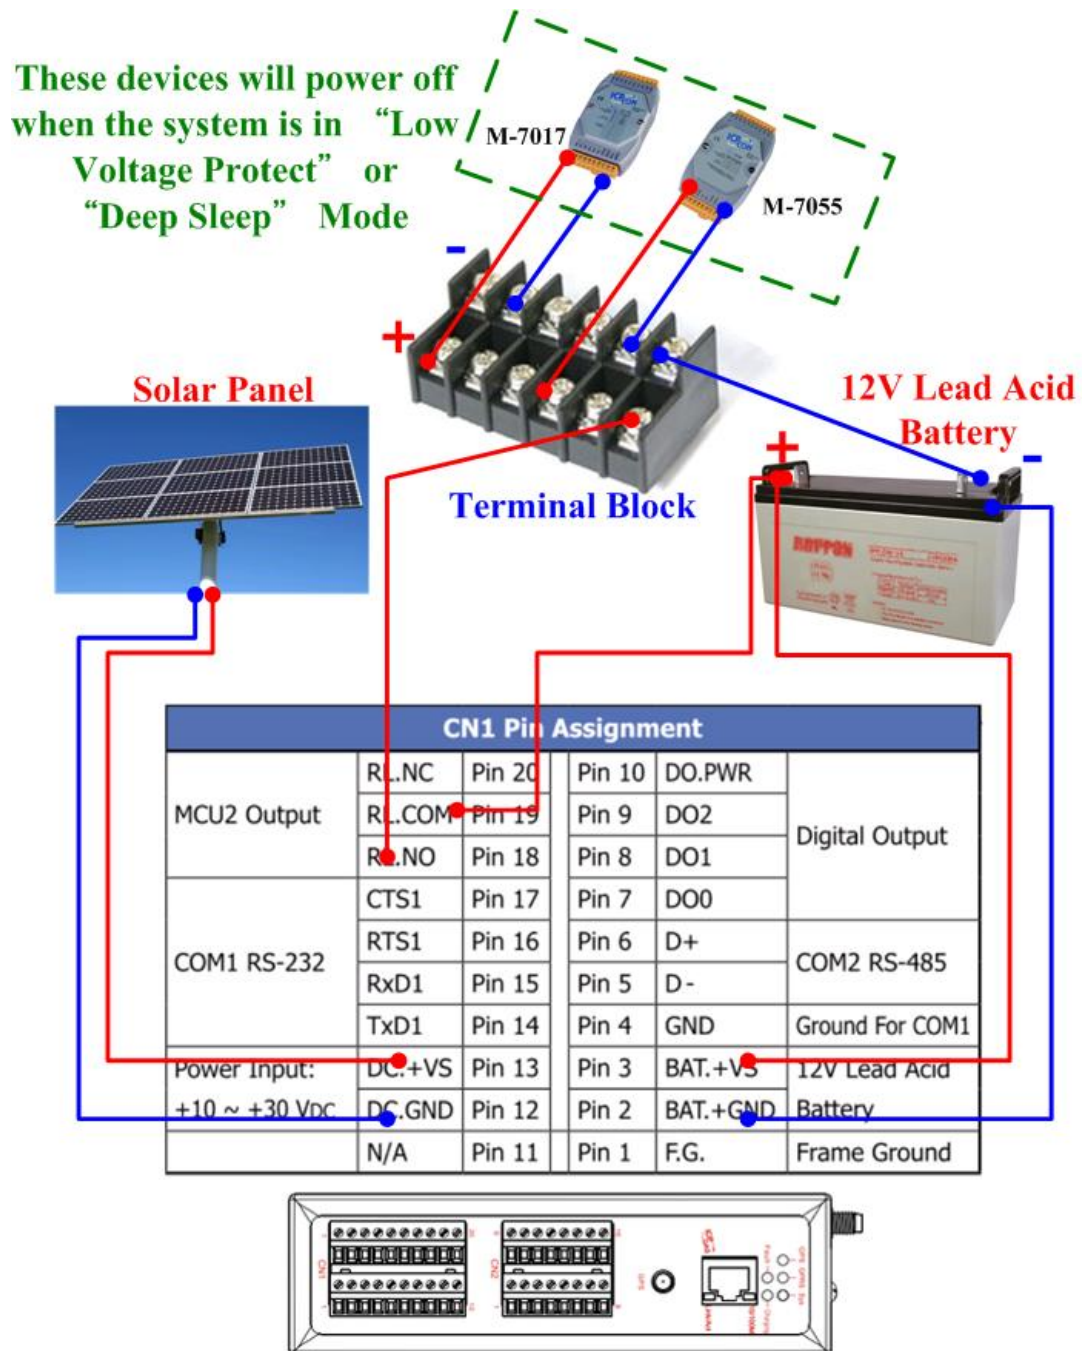 These devices will power off
when the system is in “Low
Voltage Protect” or
“Deep Sleep” Mode
M-7017
M-7055
-
+
Solar Panel
12V Lead Acid
Battery
+
-
Terminal Block
CN1 Pin Assignment
MCU2 Output
RL.NC Pin 20 Pin 10 DO.PWR
RL.COM Pin 19 Pin 9 DO2
Digital Output
RL.NO Pin 18 Pin 8 DO1
CTS1 Pin 17 Pin 7 DO0
COM1 RS-232
RTS1 Pin 16 Pin 6 D+
COM2 RS-485
RxD1 Pin 15 Pin 5 D-
TxD1 Pin 14 Pin 4 GND Ground For COM1
Power Input: DC.+VS Pin 13 Pin 3 BAT.+VS 12V Lead Acid
+10 ~ +30 VDC DC.GND Pin 12 Pin 2 BAT.+GND Battery
N/A Pin 11 Pin 1 F.G. Frame Ground
CN1
CN2
GPS
GPS
GPRS